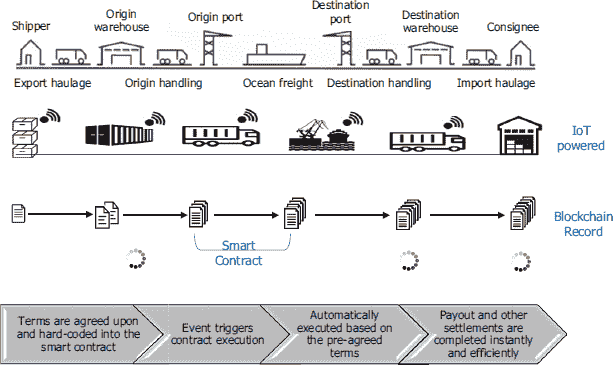 Shipper
Origin
warehouse
Origin port
Destination
port
Destination
warehouse
Consignee
Export haulage
Origin handling
Ocean freight
Destination handling
Import haulage
IoT
powered
Blockchain
Record
Smart
Contract
Terms are agreed upon
and hard-coded into the
smart contract
Event triggers
contract execution
Automatically
executed based on
the pre-agreed
terms
Payout and other
settlements are
completed instantly
and efficiently